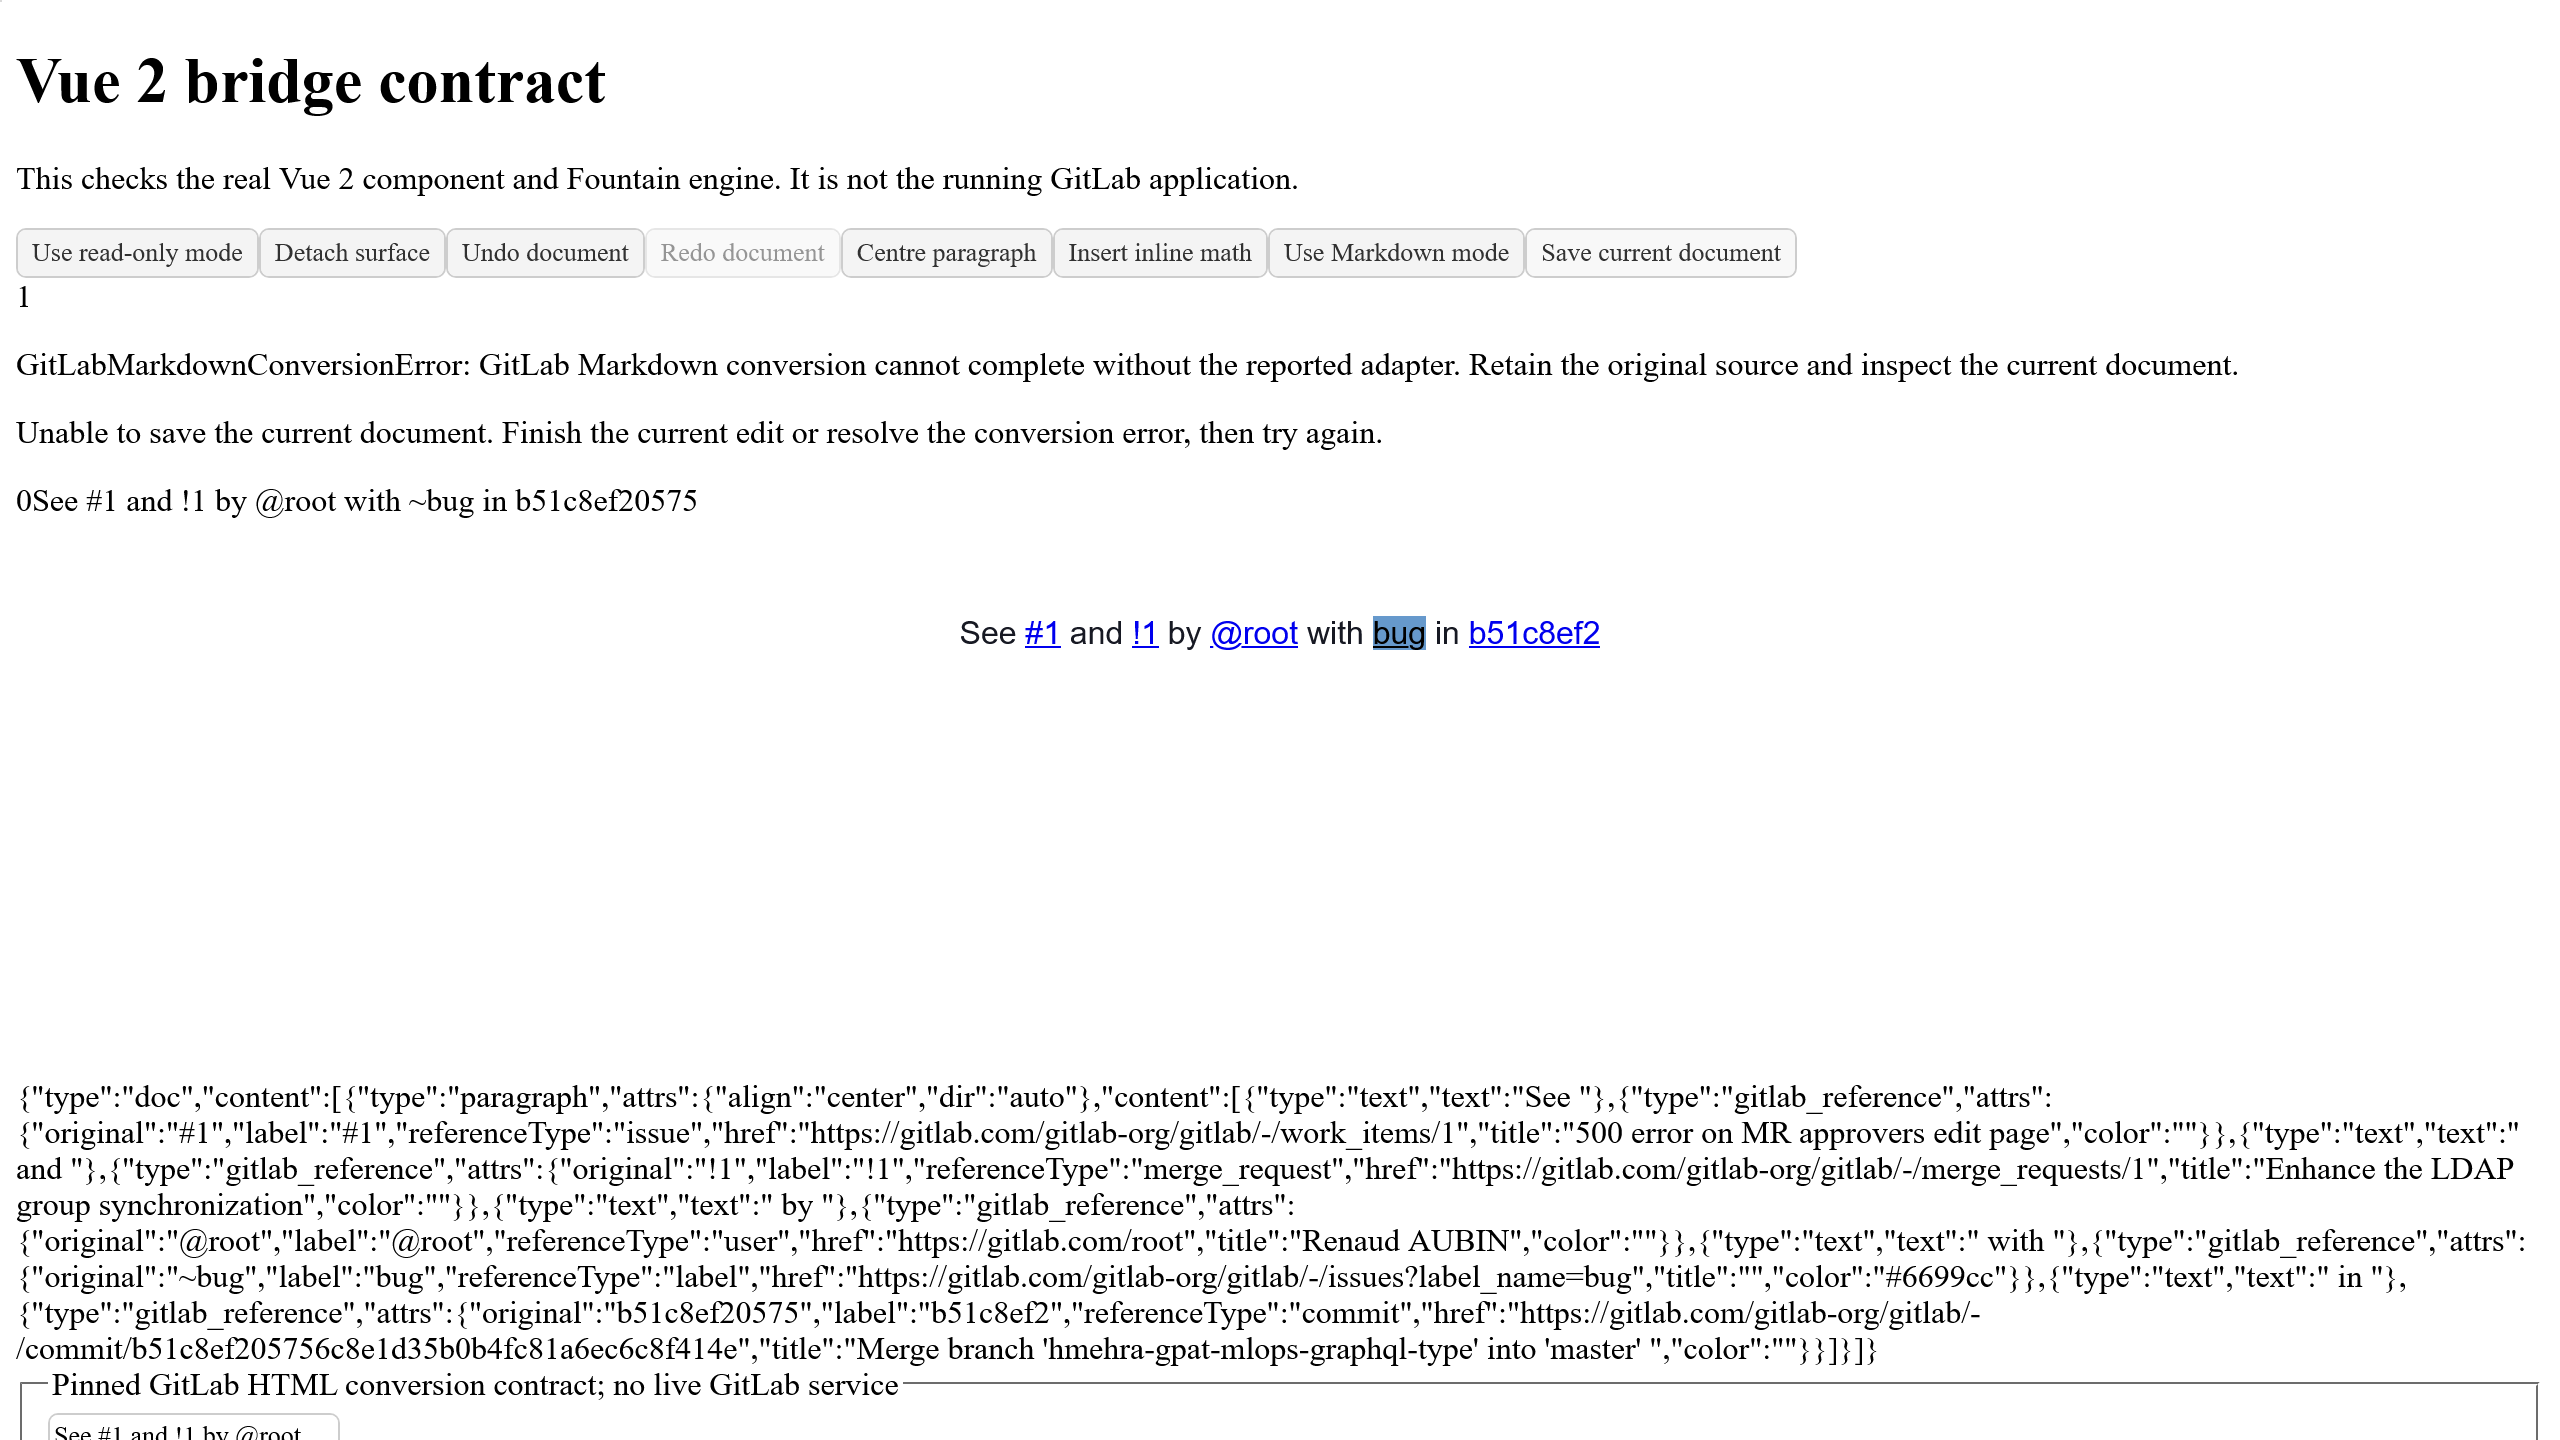 Vue 2 bridge contract
This checks the real Vue 2 component and Fountain engine. It is not the running GitLab application.
Use read-only mode Detach surface Undo document Redo document Centre paragraph Insert inline math Use Markdown mode Save current document
1
GitLabMarkdownConversionError: GitLab Markdown conversion cannot complete without the reported adapter. Retain the original source and inspect the current document.
Unable to save the current document. Finish the current edit or resolve the conversion error, then try again.
0See #1 and !1 by @root with ~bug in b51c8ef20575
See #1 and !1 by @root with bug in b51c8ef2
{"type":"doc","content":[{"type":"paragraph","attrs":{"align":"center","dir":"auto"},"content":[{"type":"text","text":"See "},{"type":"gitlab_reference","attrs":
{"original":"#1","label":"#1","referenceType":"issue","href":"https://gitlab.com/gitlab-org/gitlab/-/work_items/1","title":"500 error on MR approvers edit page","color":""}},{"type":"text","text":"
and "},{"type":"gitlab_reference","attrs":{"original":"!1","label":"!1","referenceType":"merge_request","href":"https://gitlab.com/gitlab-org/gitlab/-/merge_requests/1","title":"Enhance the LDAP
group synchronization","color":""}},{"type":"text","text":" by "},{"type":"gitlab_reference","attrs":
{"original":"@root","label":"@root","referenceType":"user","href":"https://gitlab.com/root","title":"Renaud AUBIN","color":""}},{"type":"text","text":" with "},{"type":"gitlab_reference","attrs":
{"original":"~bug","label":"bug","referenceType":"label","href":"https://gitlab.com/gitlab-org/gitlab/-/issues?label_name=bug","title":"","color":"#6699cc"}},{"type":"text","text":" in "},
{"type":"gitlab_reference","attrs":{"original":"b51c8ef20575","label":"b51c8ef2","referenceType":"commit","href":"https://gitlab.com/gitlab-org/gitlab/-
/commit/b51c8ef205756c8e1d35b0b4fc81a6ec6c8f414e","title":"Merge branch 'hmehra-gpat-mlops-graphql-type' into 'master' ","color":""}}]}]}
Pinned GitLab HTML conversion contract; no live GitLab service
See #1 and !1 by @root